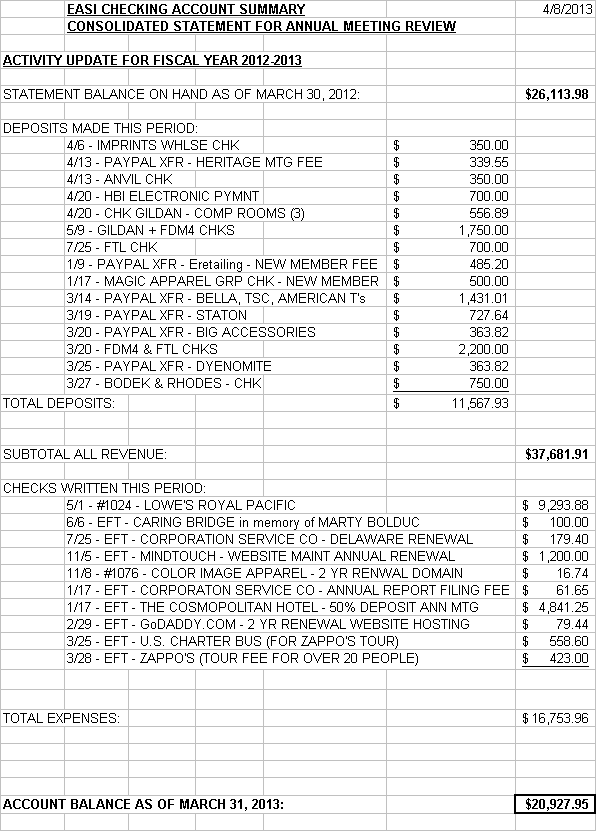 EASI CHECKING ACCOUNT SUMMARY 4/8/2013
CONSOLIDATED STATEMENT FOR ANNUAL MEETING REVIEW
ACTIVITY UPDATE FOR FISCAL YEAR 2012-2013
STATEMENT BALANCE ON HAND AS OF MARCH 30, 2012: $26,113.98
DEPOSITS MADE THIS PERIOD:
4/6 - IMPRINTS WHLSE CHK $ 350.00
4/13 - PAYPAL XFR - HERITAGE MTG FEE $ 339.55
4/13 - ANVIL CHK $ 350.00
4/20 - HBI ELECTRONIC PYMNT $ 700.00
4/20 - CHK GILDAN - COMP ROOMS (3) $ 556.89
5/9 - GILDAN + FDM4 CHKS $ 1,750.00
7/25 - FTL CHK $ 700.00
1/9 - PAYPAL XFR - Eretailing - NEW MEMBER FEE $ 485.20
1/17 - MAGIC APPAREL GRP CHK - NEW MEMBER $ 500.00
3/14 - PAYPAL XFR - BELLA, TSC, AMERICAN T's $ 1,431.01
3/19 - PAYPAL XFR - STATON $ 727.64
3/20 - PAYPAL XFR - BIG ACCESSORIES $ 363.82
3/20 - FDM4 & FTL CHKS $ 2,200.00
3/25 - PAYPAL XFR - DYENOMITE $ 363.82
3/27 - BODEK & RHODES - CHK $ 750.00
TOTAL DEPOSITS: $ 11,567.93
SUBTOTAL ALL REVENUE: $37,681.91
CHECKS WRITTEN THIS PERIOD:
5/1 - #1024 - LOWE'S ROYAL PACIFIC $ 9,293.88
6/6 - EFT - CARING BRIDGE in memory of MARTY BOLDUC $ 100.00
7/25 - EFT - CORPORATION SERVICE CO - DELAWARE RENEWAL $ 179.40
11/5 - EFT - MINDTOUCH - WEBSITE MAINT ANNUAL RENEWAL $ 1,200.00
11/8 - #1076 - COLOR IMAGE APPAREL - 2 YR RENWAL DOMAIN $ 16.74
1/17 - EFT - CORPORATON SERVICE CO - ANNUAL REPORT FILING FEE $ 61.65
1/17 - EFT - THE COSMOPOLITAN HOTEL - 50% DEPOSIT ANN MTG $ 4,841.25
2/29 - EFT - GoDADDY.COM - 2 YR RENEWAL WEBSITE HOSTING $ 79.44
3/25 - EFT - U.S. CHARTER BUS (FOR ZAPPO'S TOUR) $ 558.60
3/28 - EFT - ZAPPO'S (TOUR FEE FOR OVER 20 PEOPLE) $ 423.00
TOTAL EXPENSES: $ 16,753.96
ACCOUNT BALANCE AS OF MARCH 31, 2013: $20,927.95